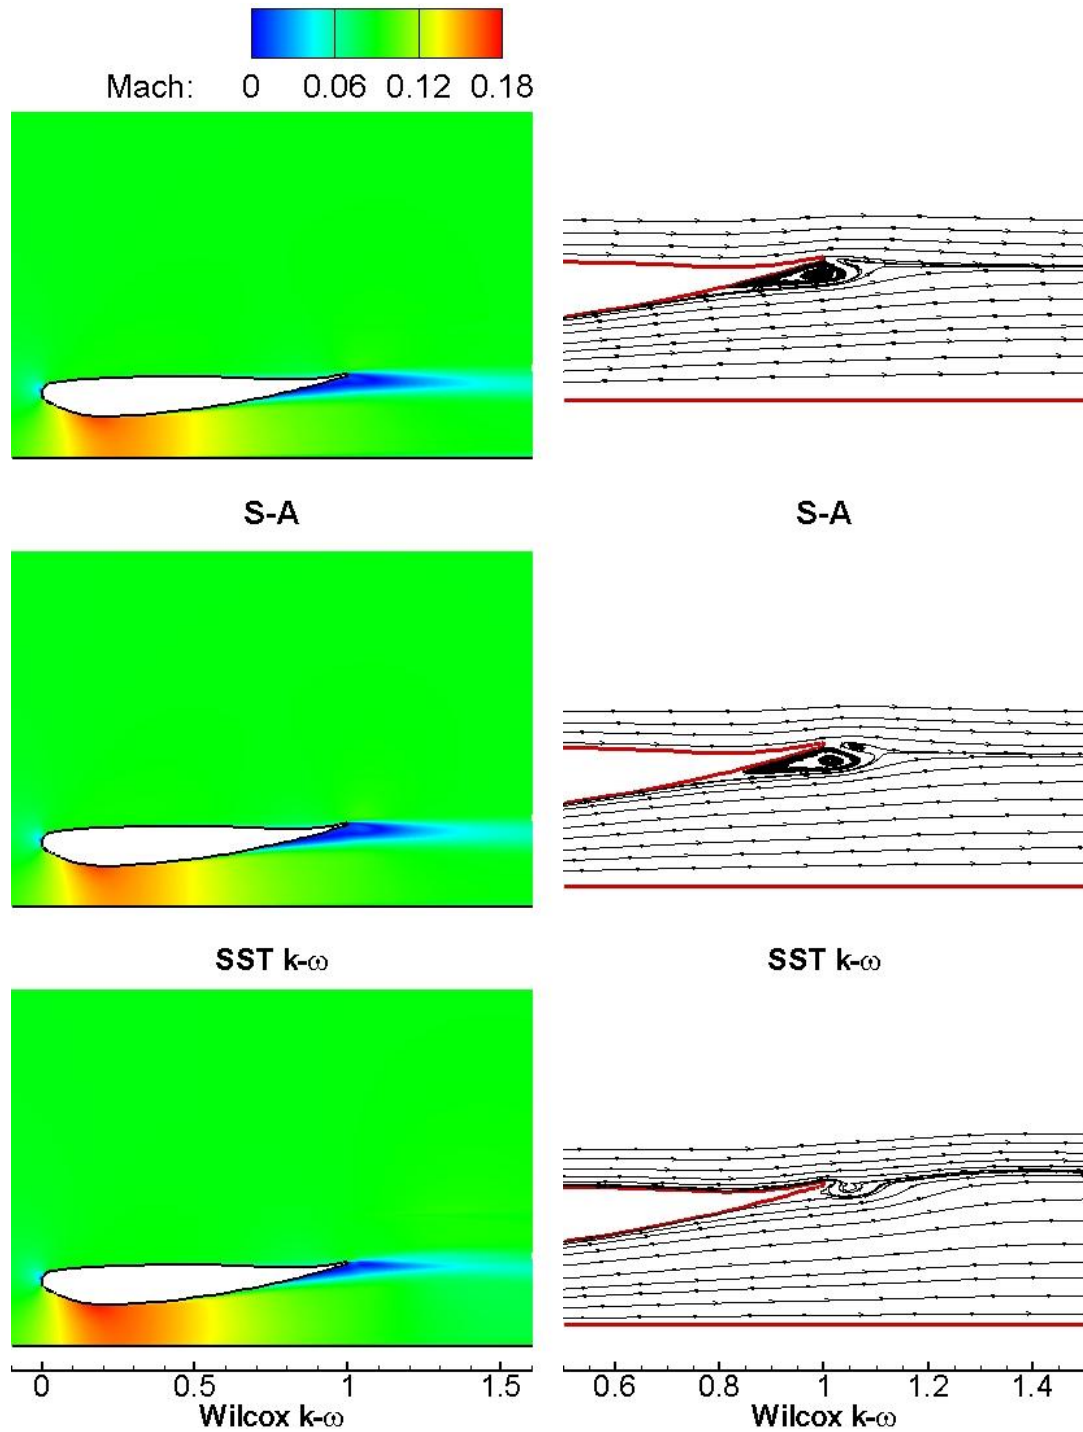 Mach: 0 0.06 0.12 0.18
S-A S-A
SST k-ω SST k-ω
0 0.5 1 1.5 0.6 0.8 1 1.2 1.4
Wilcox k-ω Wilcox k-ω